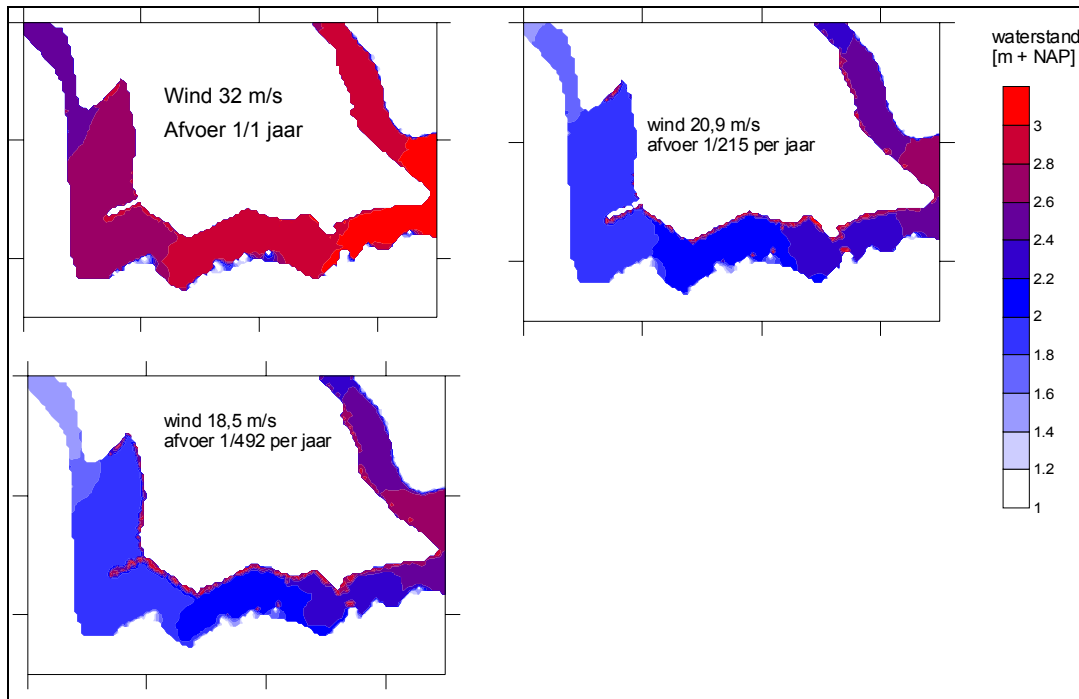 Wind 32 m/s
Afvoer 1/1 jaar
wind 20,9 m/s
afvoer 1/215 per jaar
waterstand
[m + NAP]
3
2.8
2.6
2.4
2.2
2
1.8
1.6
1.4
1.2
1
wind 18,5 m/s
afvoer 1/492 per jaar